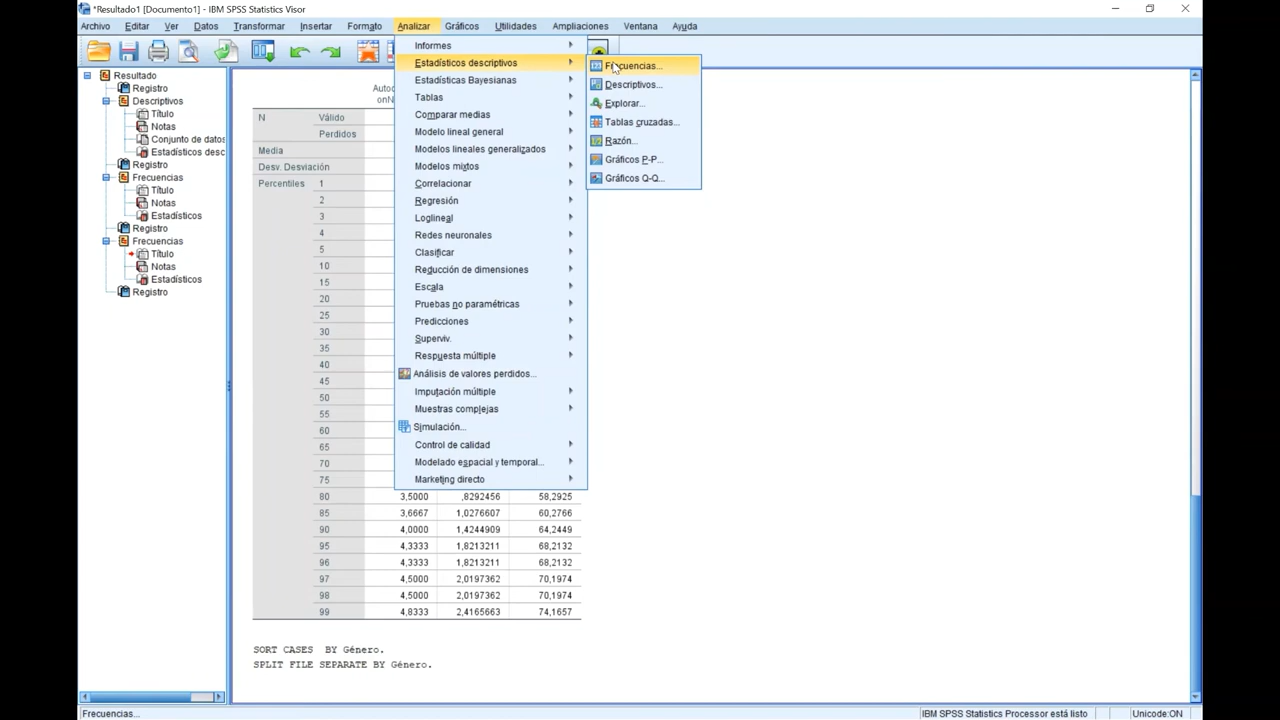 *Resultado1 [Documento1] - IBM SPSS Statistics Visor
Archivo Editar Ver Datos Transformar Insertar Formato Analizar Gráficos Utilidades Ampliaciones Ventana Ayuda
Resultado
Registro
Descriptivos
Título
Notas
Conjunto de datos
Estadísticos desc
Registro
Frecuencias
Título
Notas
Estadísticos
Registro
Frecuencias
Título
Notas
Estadísticos
Registro
Informes
Estadísticos descriptivos
Estadísticas Bayesianas
Tablas
Comparar medias
Modelo lineal general
Modelos lineales generalizados
Modelos mixtos
Correlacionar
Regresión
Loglineal
Redes neuronales
Clasificar
Reducción de dimensiones
Escala
Pruebas no paramétricas
Predicciones
Superviv.
Respuesta múltiple
Análisis de valores perdidos...
Imputación múltiple
Muestras complejas
Simulación...
Control de calidad
Modelado espacial y temporal...
Marketing directo
Frecuencias...
Descriptivos...
Explorar...
Tablas cruzadas...
Razón...
Gráficos P-P...
Gráficos Q-Q...
onN
N Válido
Perdidos
Media
Desv. Desviación
Percentiles 1
2
3
4
5
10
15
20
25
30
35
40
45
50
55
60
65
70
75
80 3,5000 ,8292456 58,2925
85 3,6667 1,0276607 60,2766
90 4,0000 1,4244909 64,2449
95 4,3333 1,8213211 68,2132
96 4,3333 1,8213211 68,2132
97 4,5000 2,0197362 70,1974
98 4,5000 2,0197362 70,1974
99 4,8333 2,4165663 74,1657
SORT CASES BY Género.
SPLIT FILE SEPARATE BY Género.
Frecuencias... IBM SPSS Statistics Processor está listo Unicode:ON